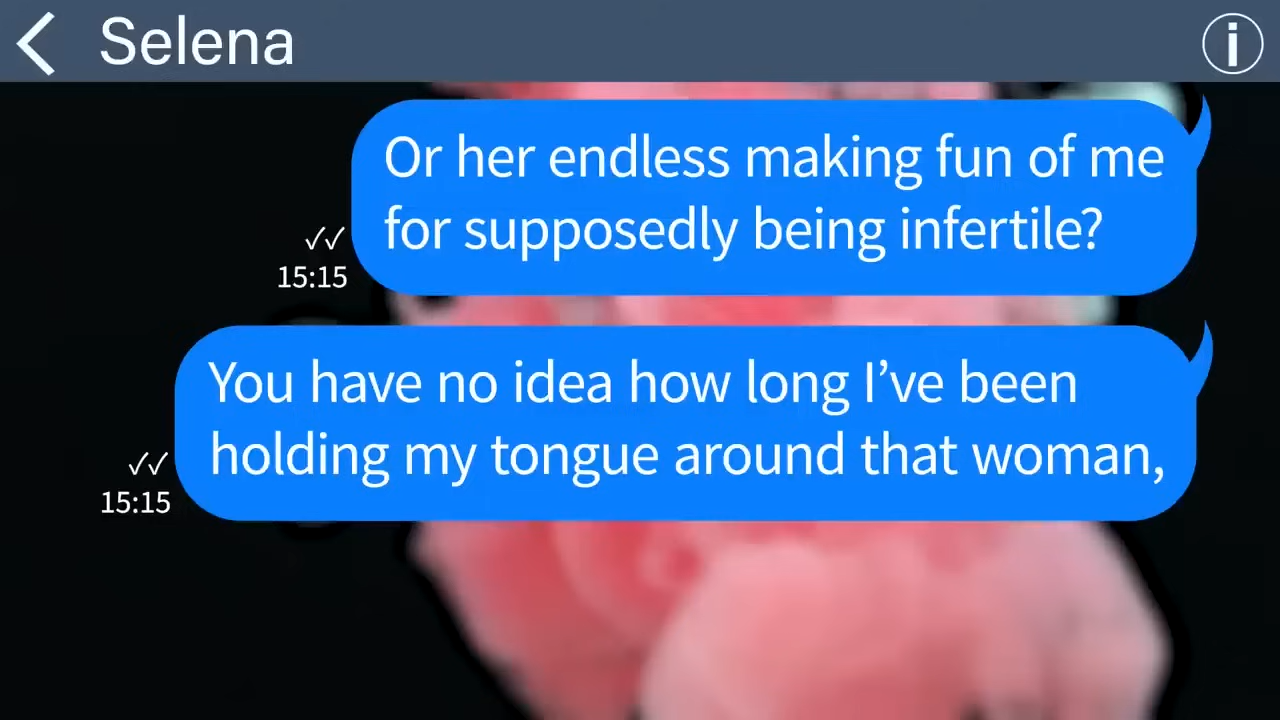 Selena
Or her endless making fun of me
for supposedly being infertile?
15:15
You have no idea how long I’ve been
holding my tongue around that woman,
15:15